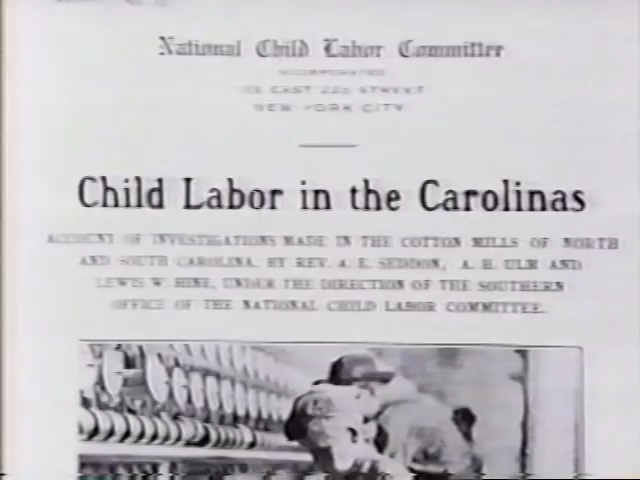 National Child Labor Committee
INCORPORATED
105 EAST 22D STREET
NEW YORK CITY
Child Labor in the Carolinas
ACCOUNT OF INVESTIGATIONS MADE IN THE COTTON MILLS OF NORTH
AND SOUTH CAROLINA, BY REV. A. E. SEDDON, A. H. ULM AND
LEWIS W. HINE, UNDER THE DIRECTION OF THE SOUTHERN
OFFICE OF THE NATIONAL CHILD LABOR COMMITTEE.